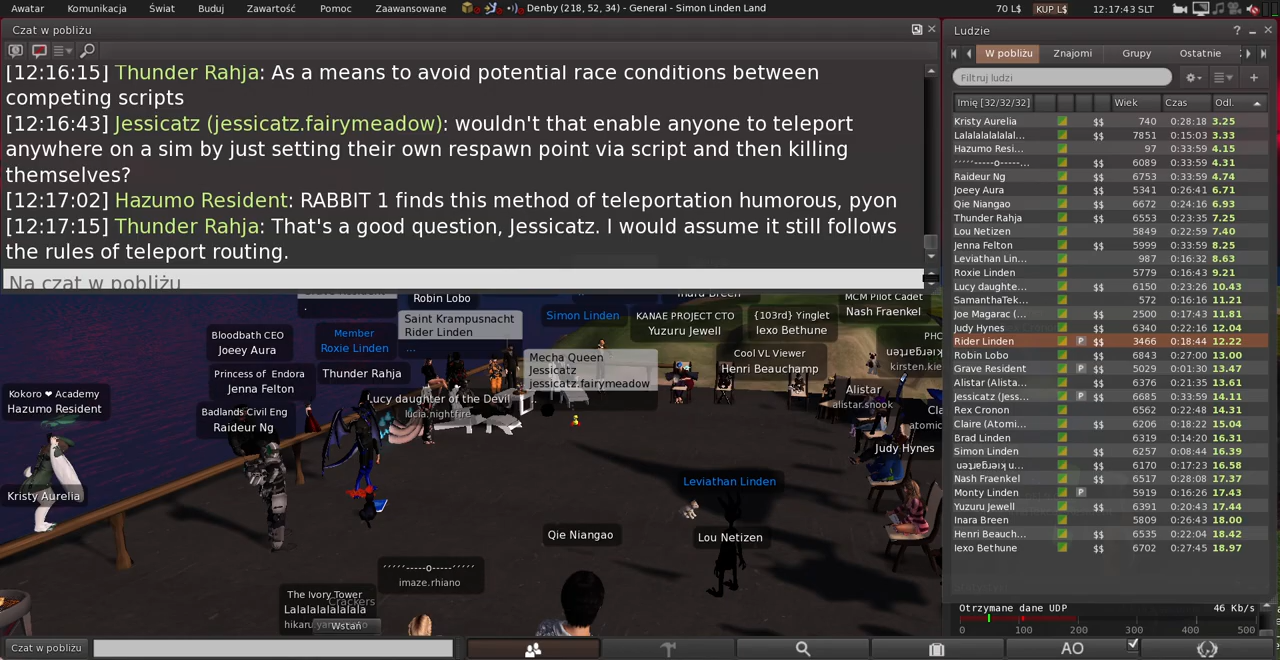 Awatar Komunikacja Świat Buduj Zawartość Pomoc Zaawansowane Denby (218, 52, 34) - General - Simon Linden Land 70 L$ KUP L$ 12:17:43 SLT
Czat w pobliżu
[12:16:15] Thunder Rahja: As a means to avoid potential race conditions between
competing scripts
[12:16:43] Jessicatz (jessicatz.fairymeadow): wouldn't that enable anyone to teleport
anywhere on a sim by just setting their own respawn point via script and then killing
themselves?
[12:17:02] Hazumo Resident: RABBIT 1 finds this method of teleportation humorous, pyon
[12:17:15] Thunder Rahja: That's a good question, Jessicatz. I would assume it still follows
the rules of teleport routing.
Na czat w pobliżu
Robin Lobo
Inara Breen
MCM Pilot Cadet
Nash Fraenkel
Saint Krampusnacht
Rider Linden
...
Simon Linden
KANAE PROJECT CTO
Yuzuru Jewell
{103rd} Yinglet
Iexo Bethune
Bloodbath CEO
Joeey Aura
Member
Roxie Linden
Mecha Queen
Jessicatz
jessicatz.fairymeadow
Cool VL Viewer
Henri Beauchamp
kirsten.kie
Princess of Endora
Jenna Felton
Thunder Rahja
Kokoro ❤ Academy
Hazumo Resident
Lucy daughter of the Devil
lucia.nightfire
Alistar
alistar.snook
Badlands Civil Eng
Raideur Ng
Cla
atomic
Judy Hynes
Kristy Aurelia
Leviathan Linden
Qie Niangao
Lou Netizen
′′′′′-----o-----′′′′′
imaze.rhiano
The Ivory Tower
Lalalalalalalala
Crackers
Wstań
Czat w pobliżu
AO
Ludzie
W pobliżu Znajomi Grupy Ostatnie
Filtruj ludzi
Imię [32/32/32] Wiek Czas Odl.
Kristy Aurelia $$ 740 0:28:18 3.25
Lalalalalalal... $$ 7851 0:15:03 3.33
Hazumo Resi... 97 0:33:59 4.15
′′′′′-----o-----... $$ 6089 0:33:59 4.31
Raideur Ng $$ 6753 0:33:59 4.74
Joeey Aura $$ 5341 0:26:41 6.71
Qie Niangao $$ 6672 0:24:16 6.93
Thunder Rahja $$ 6553 0:23:35 7.25
Lou Netizen 5849 0:22:59 7.40
Jenna Felton $$ 5999 0:33:59 8.25
Leviathan Lin... 987 0:16:32 8.63
Roxie Linden 5779 0:16:43 9.21
Lucy daughte... $$ 6150 0:23:26 10.43
SamanthaTek... 572 0:16:16 11.21
Joe Magarac (... $$ 2500 0:17:43 11.81
Judy Hynes $$ 6340 0:22:16 12.04
Rider Linden P $$ 3466 0:18:44 12.22
Robin Lobo $$ 6843 0:27:00 13.00
Grave Resident P $$ 5029 0:01:30 13.47
Alistar (Alista... $$ 6376 0:21:35 13.61
Jessicatz (Jess... P $$ 6685 0:23:54 14.11
Rex Cronon $$ 6562 0:22:48 14.31
Claire (Atomi... $$ 6206 0:18:22 15.04
Brad Linden 6319 0:14:20 16.31
Simon Linden $$ 6257 0:08:44 16.39
$$ 6170 0:17:23 16.58
Nash Fraenkel $$ 6517 0:28:08 17.37
Monty Linden P 5919 0:16:26 17.43
Yuzuru Jewell $$ 6391 0:20:43 17.44
Inara Breen 5809 0:26:43 18.00
Henri Beauch... $$ 6535 0:22:04 18.42
Iexo Bethune $$ 6702 0:27:45 18.97
Otrzymane dane UDP 46 Kb/s
0 100 200 300 400 500